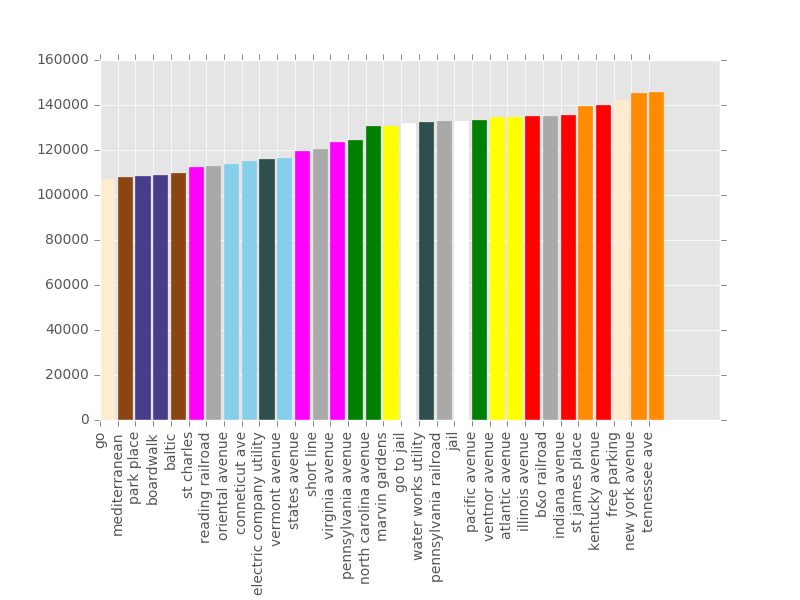 160000
140000
120000
100000
80000
60000
40000
20000
0
go
mediterranean
park place
boardwalk
baltic
st charles
reading railroad
oriental avenue
conneticut ave
electric company utility
vermont avenue
states avenue
short line
virginia avenue
pennsylvania avenue
north carolina avenue
marvin gardens
go to jail
water works utility
pennsylvania railroad
jail
pacific avenue
ventnor avenue
atlantic avenue
illinois avenue
b&o railroad
indiana avenue
st james place
kentucky avenue
free parking
new york avenue
tennessee ave